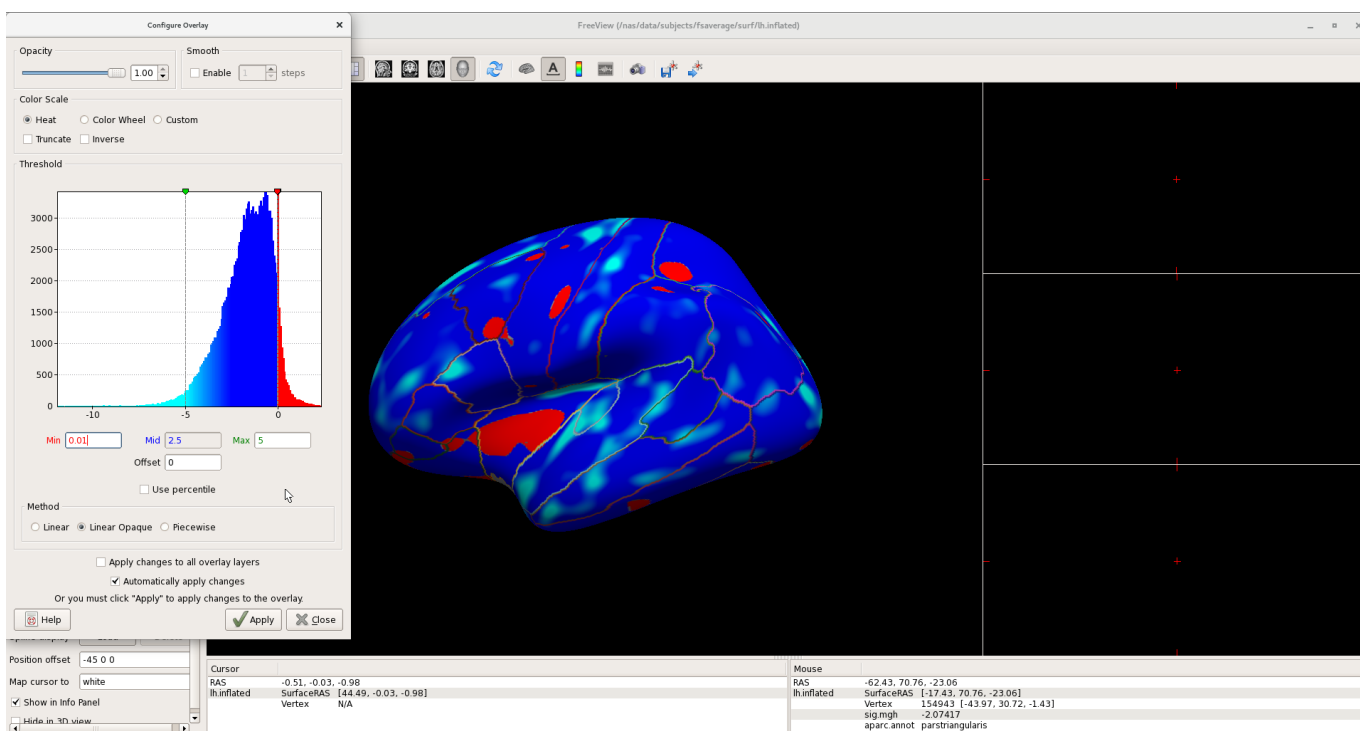 Configure Overlay
FreeView (/nas/data/subjects/fsaverage/surf/lh.inflated)
Opacity
Smooth
1.00
Enable
1
steps
A
Color Scale
Heat
Color Wheel
Custom
Truncate
Inverse
Threshold
3000
2500
2000
1500
1000
500
0
-10
-5
0
Min 0.01
Mid 2.5
Max 5
Offset 0
Use percentile
Method
Linear
Linear Opaque
Piecewise
Apply changes to all overlay layers
Automatically apply changes
Or you must click "Apply" to apply changes to the overlay.
Help
Apply
Close
Position offset -45 0 0
Map cursor to white
Show in Info Panel
Hide in 3D view
Cursor
RAS -0.51, -0.03, -0.98
lh.inflated SurfaceRAS [44.49, -0.03, -0.98]
Vertex N/A
Mouse
RAS -62.43, 70.76, -23.06
lh.inflated SurfaceRAS [-17.43, 70.76, -23.06]
Vertex 154943 [-43.97, 30.72, -1.43]
sig.mgh -2.07417
aparc.annot parstriangularis